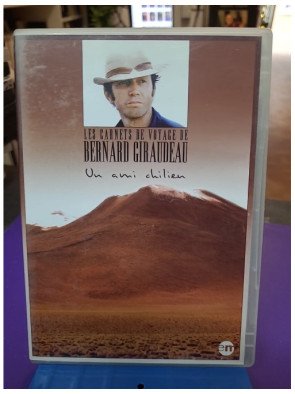 LES CARNETS DE VOYAGE DE
BERNARD GIRAUDEAU
Un ami chilien